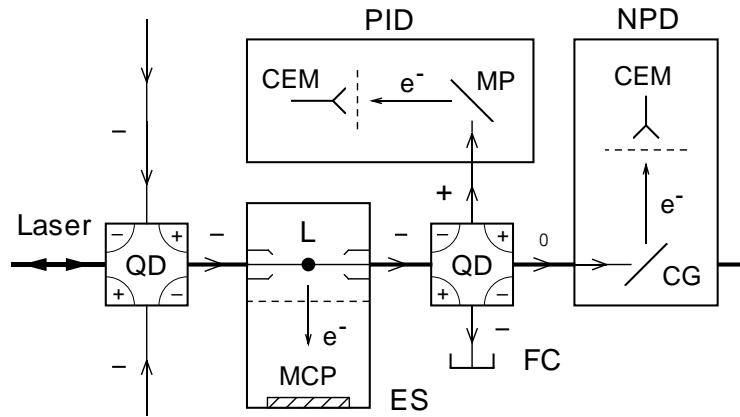 PID
NPD
CEM
e-
MP
CEM
e-
CG
−
+
Laser
−
−
+
QD
+
−
L
−
−
+
QD
+
−
0
−
e-
MCP
ES
FC
−